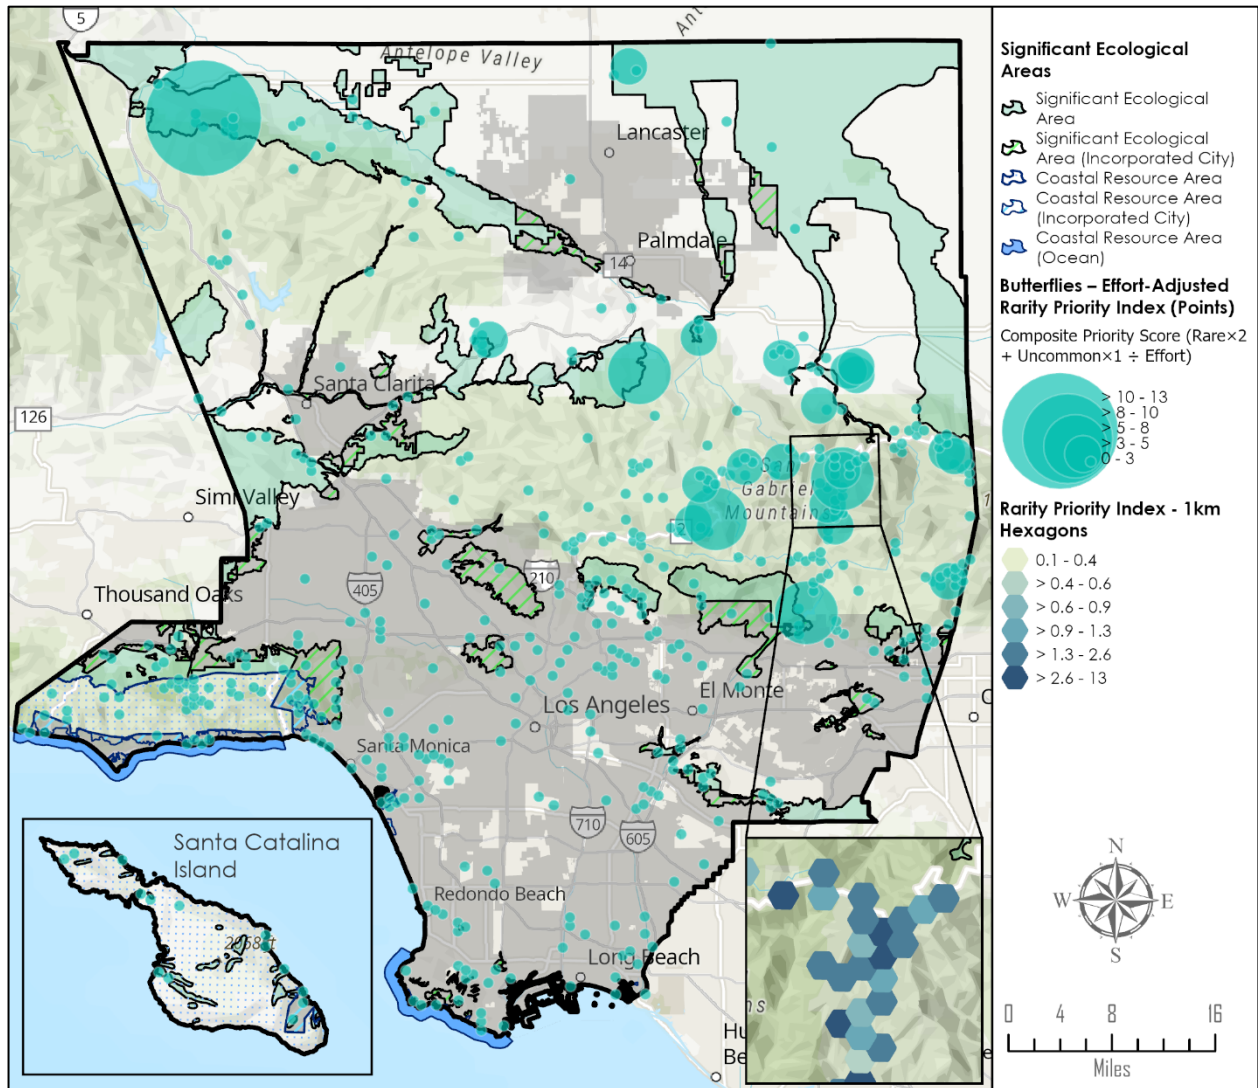 5
Antelope Valley
Ant
Lancaster
Palmdale
14
Santa Clarita
126
Simi Valley
San
Gabriel
Mountains
2
210
405
Thousand Oaks
El Monte
Los Angeles
Santa Monica
710
605
Redondo Beach
Long Beach
Santa Catalina
Island
Hu
Be
Significant Ecological
Areas
Significant Ecological
Area
Significant Ecological
Area (Incorporated City)
Coastal Resource Area
Coastal Resource Area
(Incorporated City)
Coastal Resource Area
(Ocean)
Butterflies – Effort-Adjusted
Rarity Priority Index (Points)
Composite Priority Score (Rare×2
+ Uncommon×1 ÷ Effort)
> 10 - 13
> 8 - 10
> 5 - 8
> 3 - 5
0 - 3
Rarity Priority Index - 1km
Hexagons
0.1 - 0.4
> 0.4 - 0.6
> 0.6 - 0.9
> 0.9 - 1.3
> 1.3 - 2.6
> 2.6 - 13
N
W E
S
0 4 8 16
Miles